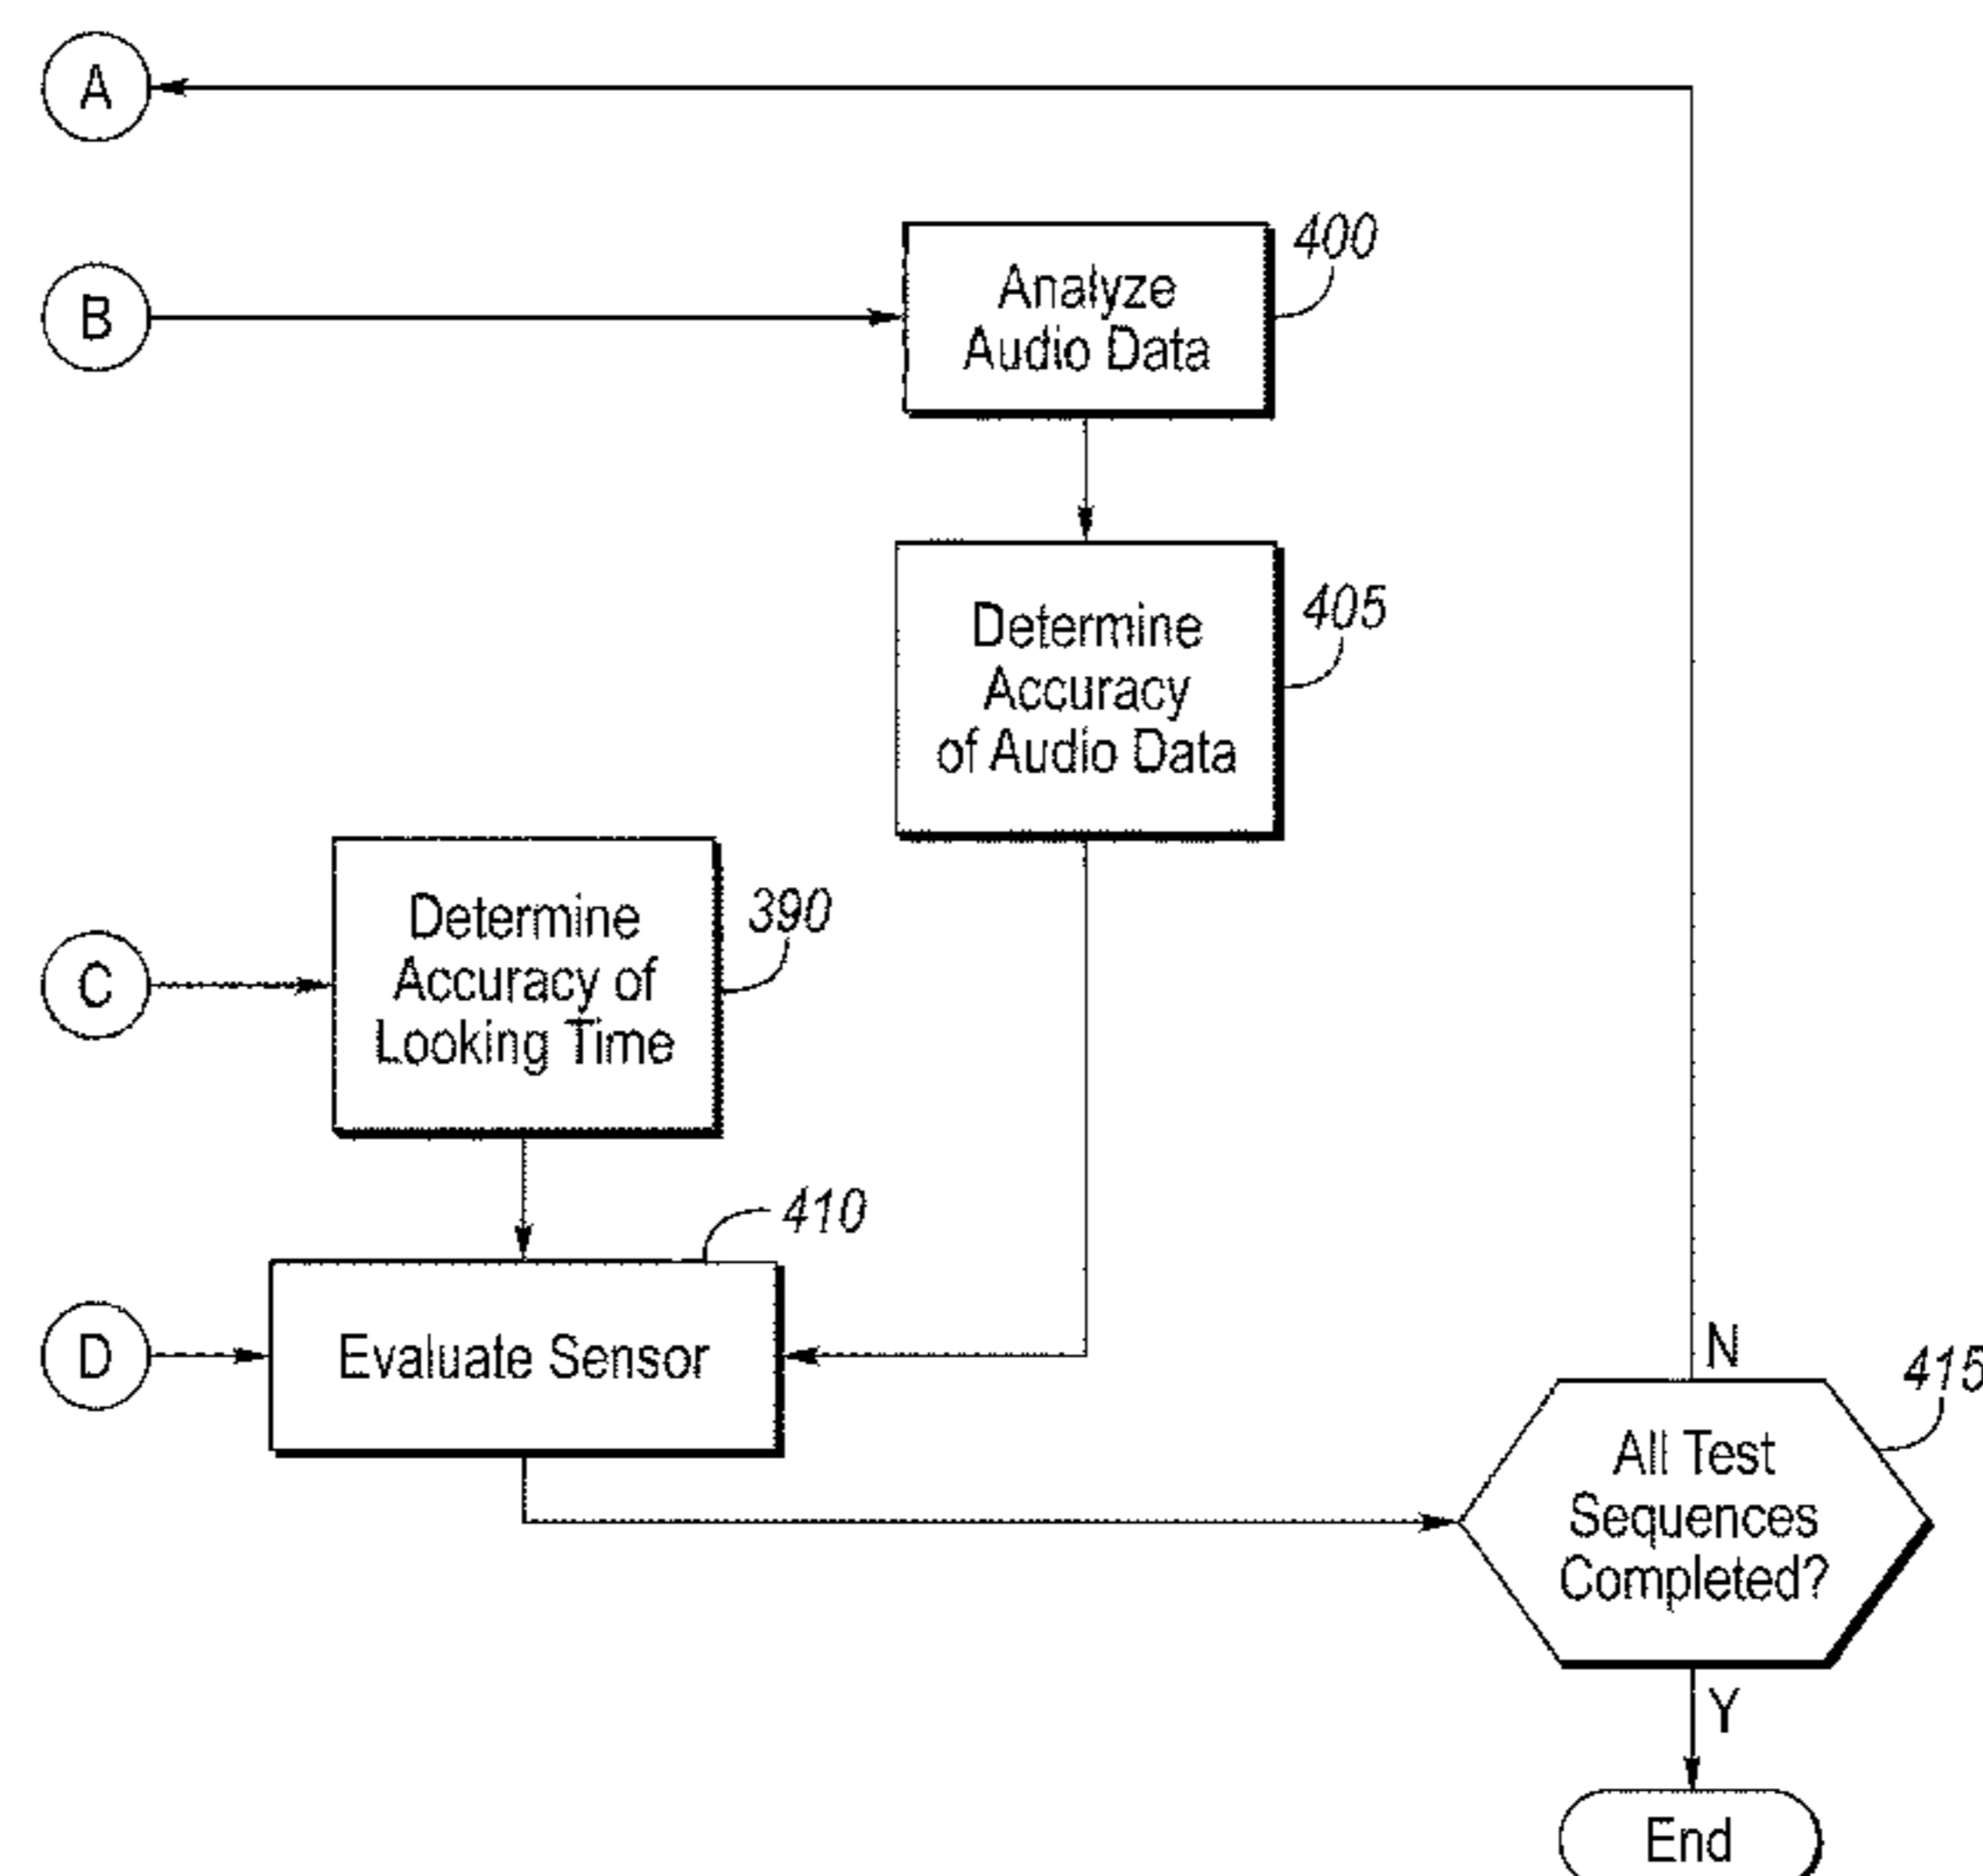 A
B
400
Analyze
Audio Data
405
Determine
Accuracy
of Audio Data
390
Determine
Accuracy of
Looking Time
C
410
D
Evaluate Sensor
N
415
All Test
Sequences
Completed?
Y
End